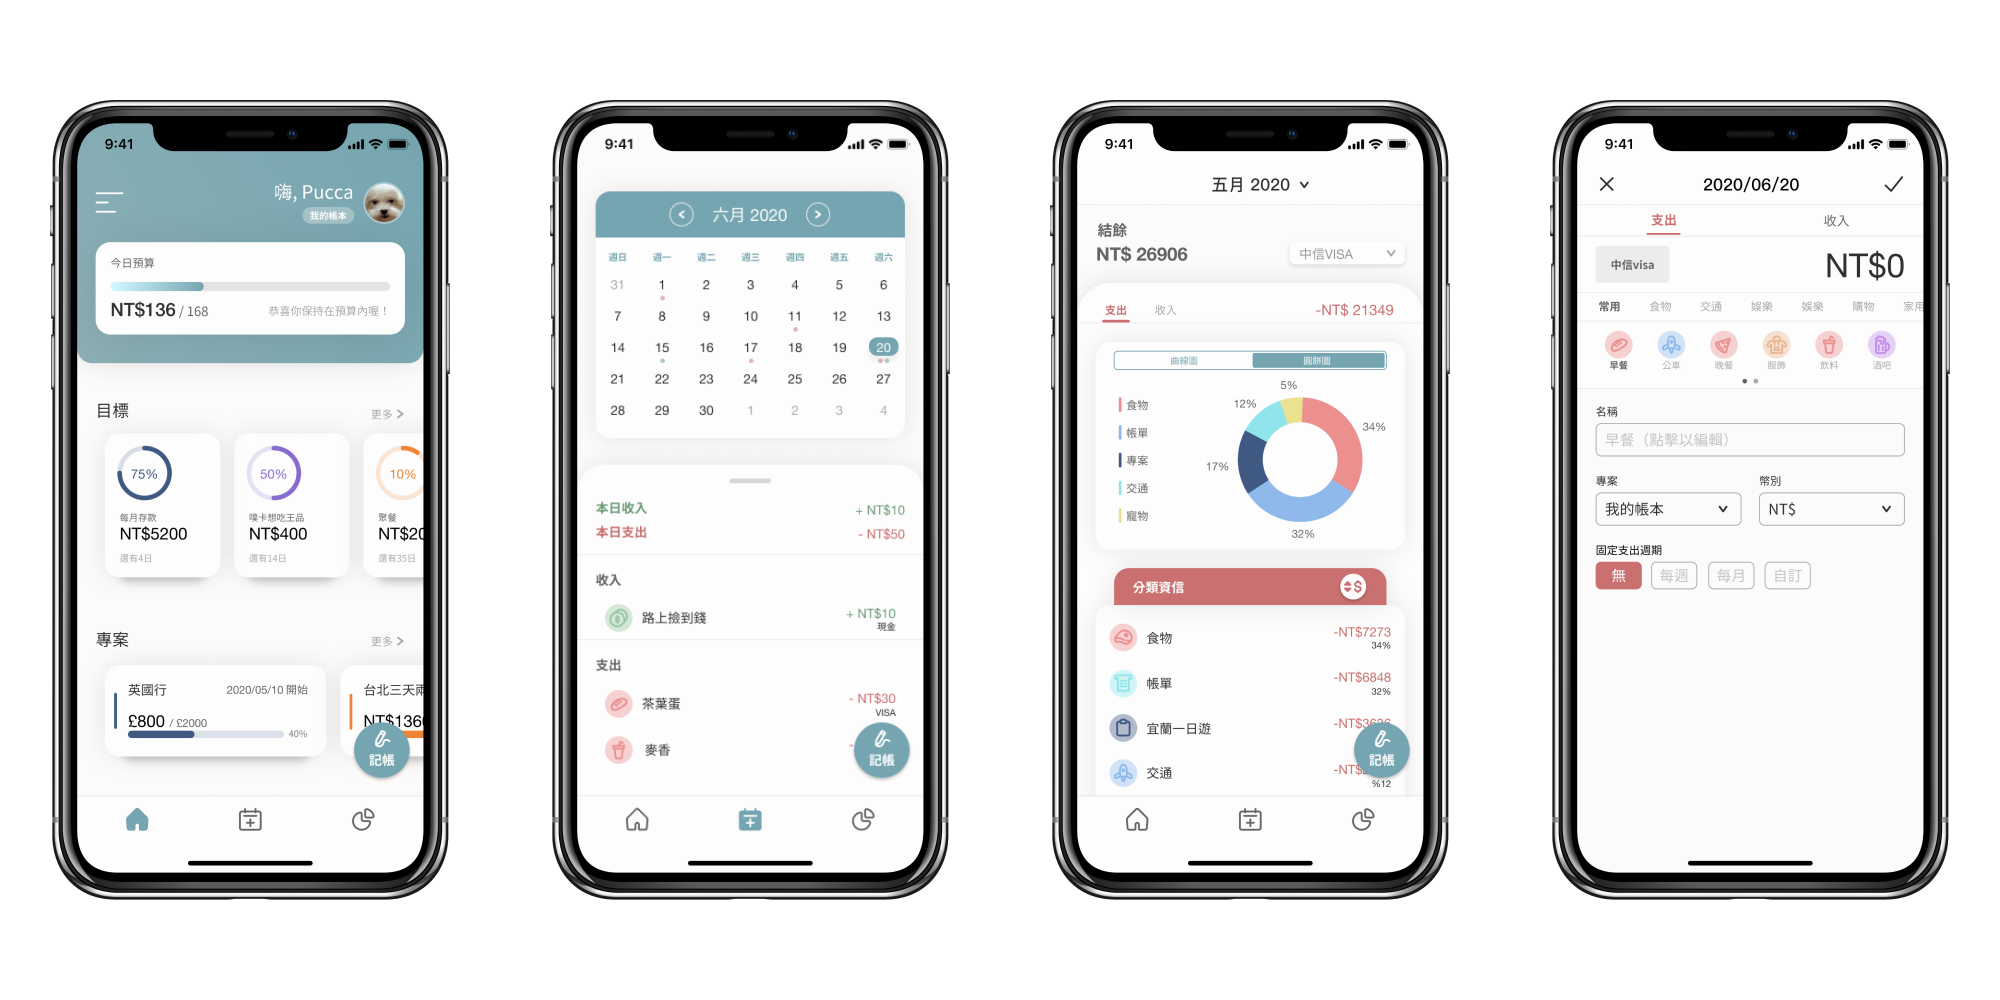 9:41
嗨, Pucca
我的帳本
今日預算
NT$136 / 168
恭喜你保持在預算內喔！
目標
更多
75%
每月存款
NT$5200
還有4日
50%
噗卡想吃王品
NT$400
還有14日
10%
聚餐
NT$20
還有35日
專案
更多
英國行
2020/05/10 開始
£800 / £2000
40%
台北三天兩
NT$136
記帳
9:41
六月 2020
週日 週一 週二 週三 週四 週五 週六
31 1 2 3 4 5 6
7 8 9 10 11 12 13
14 15 16 17 18 19 20
21 22 23 24 25 26 27
28 29 30 1 2 3 4
本日收入 + NT$10
本日支出 - NT$50
收入
路上撿到錢 + NT$10
現金
支出
茶葉蛋 - NT$30
VISA
麥香 -
記帳
9:41
五月 2020
結餘
NT$ 26906
中信VISA
支出 收入 -NT$ 21349
曲線圖 圓餅圖
食物
帳單
專案
交通
寵物
5%
12%
34%
17%
32%
分類資信
$
食物 -NT$7273
34%
帳單 -NT$6848
32%
宜蘭一日遊 -NT$3636
交通 -NT$
%12
記帳
9:41
2020/06/20
支出 收入
中信visa NT$0
常用 食物 交通 娛樂 娛樂 購物 家用
早餐 公車 晚餐 服飾 飲料 酒吧
名稱
早餐（點擊以編輯）
專案 幣別
我的帳本 NT$
固定支出週期
無 每週 每月 自訂